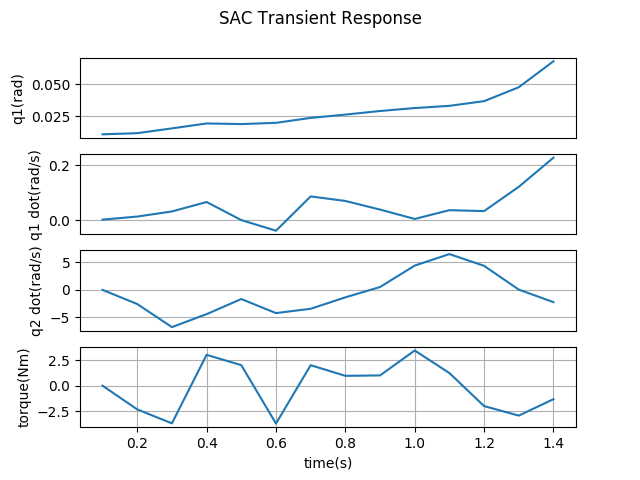 SAC Transient Response
q1(rad)
0.050
0.025
q1 dot(rad/s)
0.2
0.0
q2 dot(rad/s)
5
0
−5
torque(Nm)
2.5
0.0
−2.5
0.2 0.4 0.6 0.8 1.0 1.2 1.4
time(s)